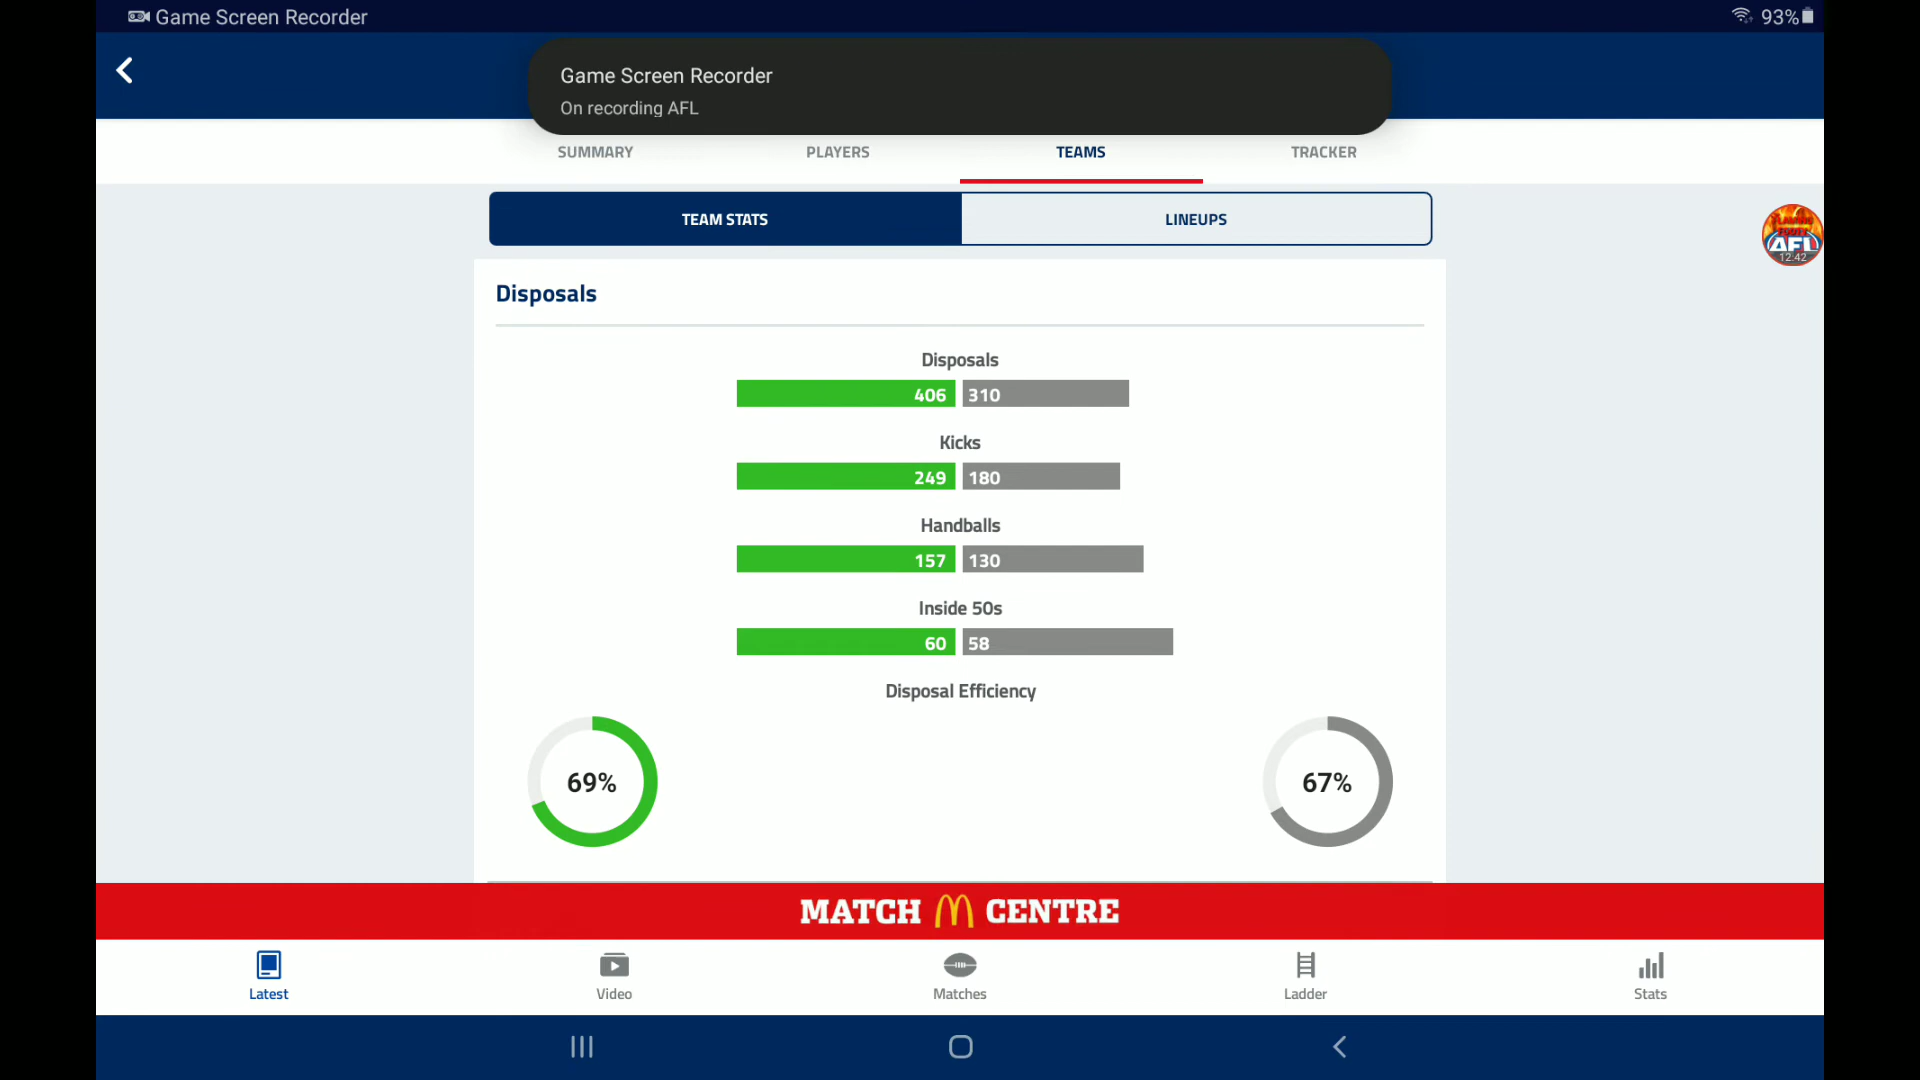 Game Screen Recorder
93%
Game Screen Recorder
On recording AFL
SUMMARY
PLAYERS
TEAMS
TRACKER
TEAM STATS
LINEUPS
AFL
12:42
Disposals
Disposals
406 310
Kicks
249 180
Handballs
157 130
Inside 50s
60 58
Disposal Efficiency
69%
67%
MATCH M CENTRE
Latest
Video
Matches
Ladder
Stats